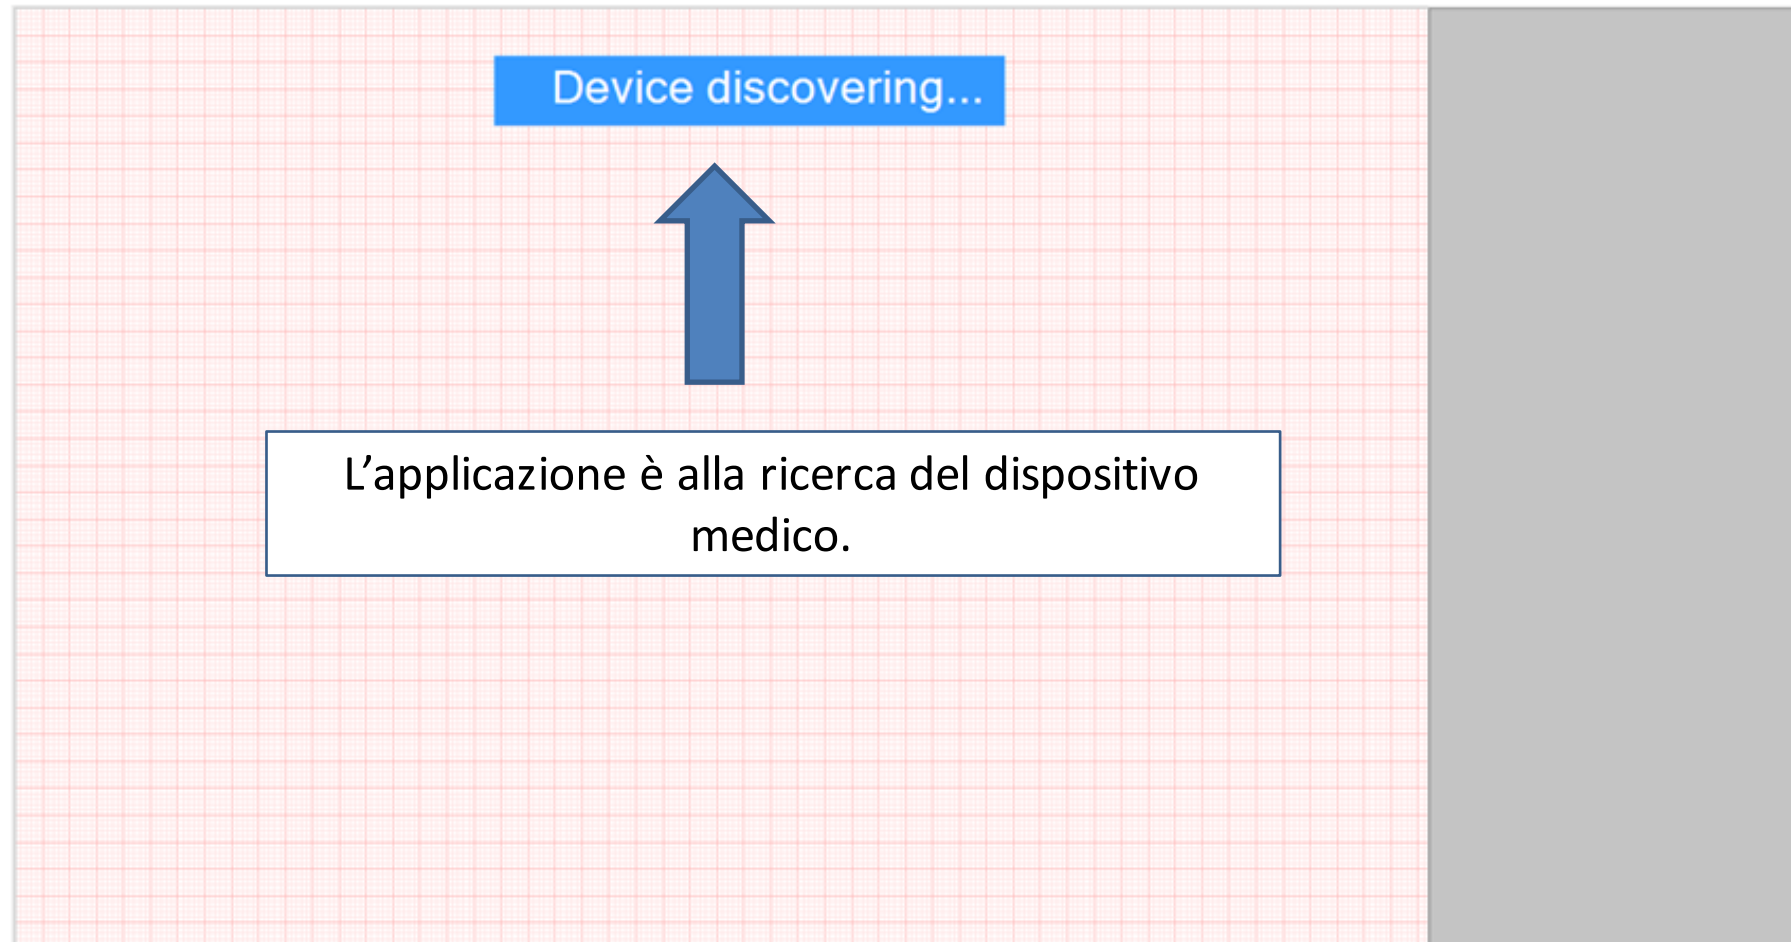 Device discovering...
L’applicazione è alla ricerca del dispositivo
medico.